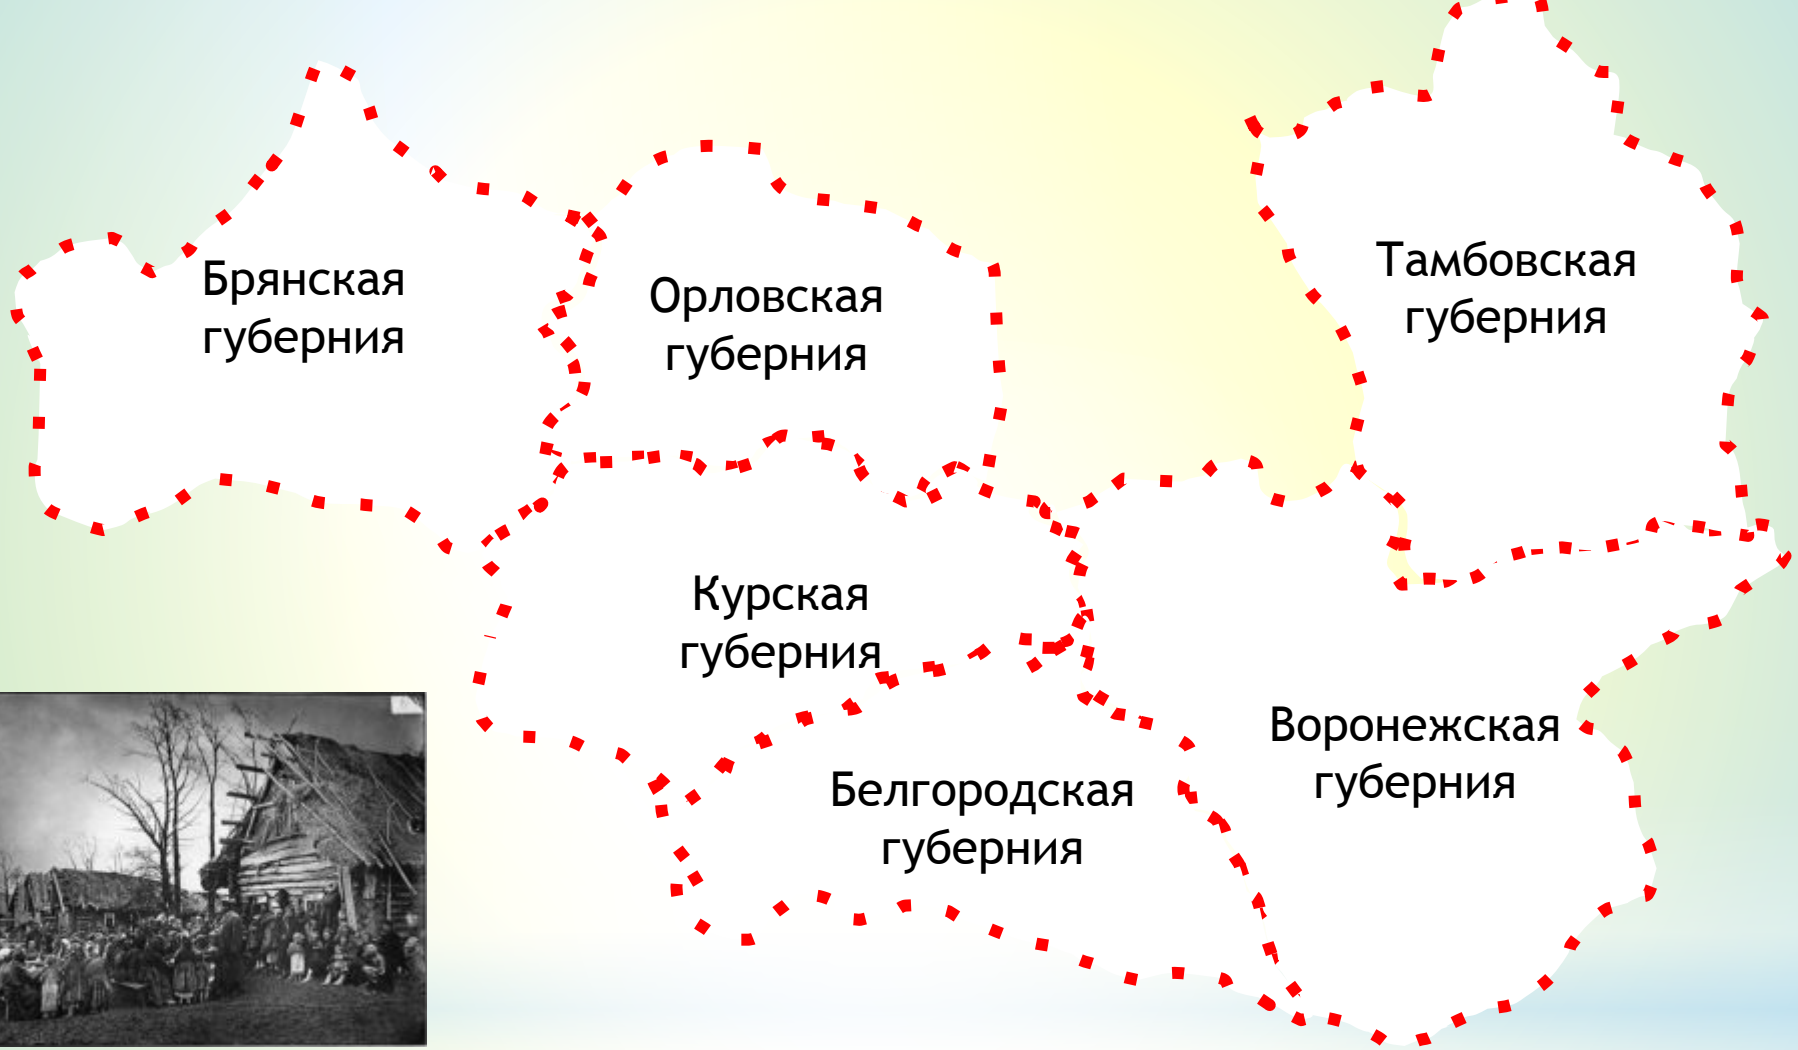 Брянская
губерния
Орловская
губерния
Тамбовская
губерния
Курская
губерния
Белгородская
губерния
Воронежская
губерния